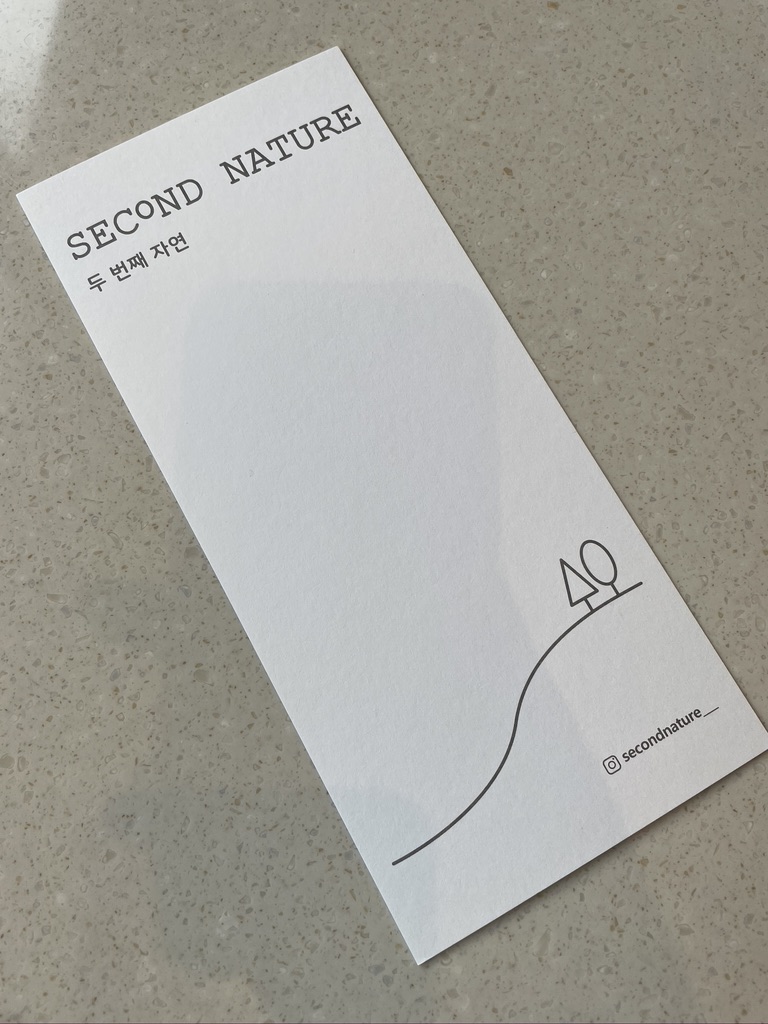 SECoND NATURE
두 번째 자연
secondnature__